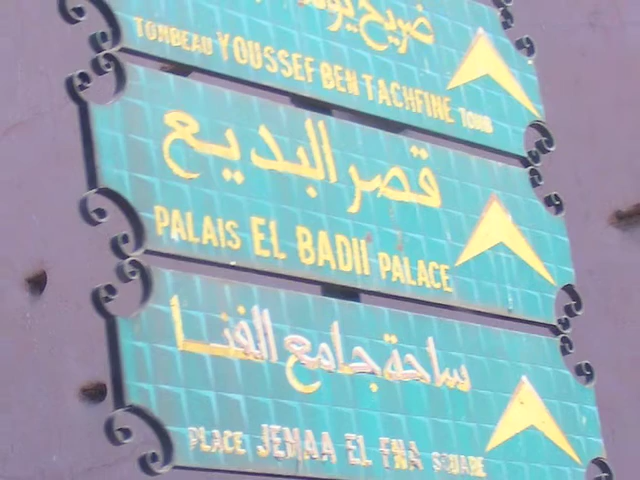 ضريح يوسف
TOMBEAU YOUSSEF BEN TACHFINE TOMB
قصر البديع
PALAIS EL BADII PALACE
ساحة جامع الفنا
PLACE JEMAA EL FNA SQUARE